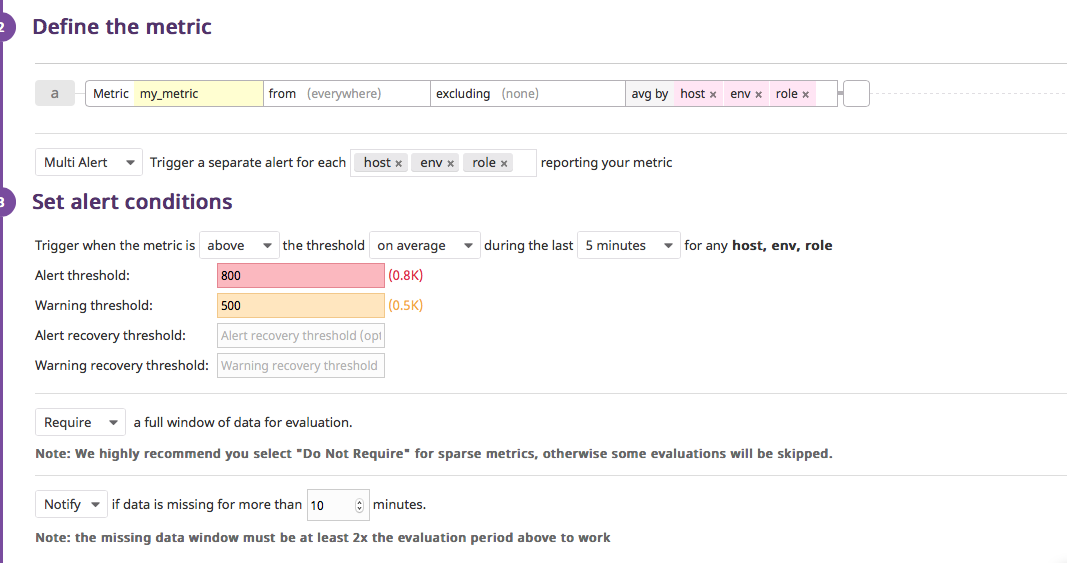 2 Define the metric
a Metric my_metric from (everywhere) excluding (none) avg by host × env × role ×
Multi Alert Trigger a separate alert for each host × env × role × reporting your metric
3 Set alert conditions
Trigger when the metric is above the threshold on average during the last 5 minutes for any host, env, role
Alert threshold: 800 (0.8K)
Warning threshold: 500 (0.5K)
Alert recovery threshold: Alert recovery threshold (opt
Warning recovery threshold: Warning recovery threshold
Require a full window of data for evaluation.
Note: We highly recommend you select "Do Not Require" for sparse metrics, otherwise some evaluations will be skipped.
Notify if data is missing for more than 10 minutes.
Note: the missing data window must be at least 2x the evaluation period above to work